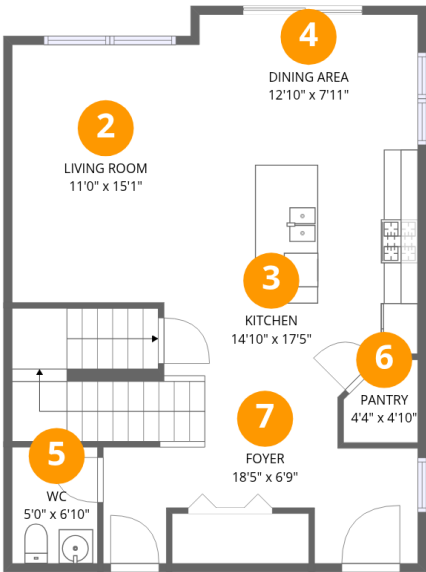 4
DINING AREA
12'10" x 7'11"
2
LIVING ROOM
11'0" x 15'1"
3
KITCHEN
14'10" x 17'5"
6
PANTRY
4'4" x 4'10"
7
FOYER
18'5" x 6'9"
5
WC
5'0" x 6'10"